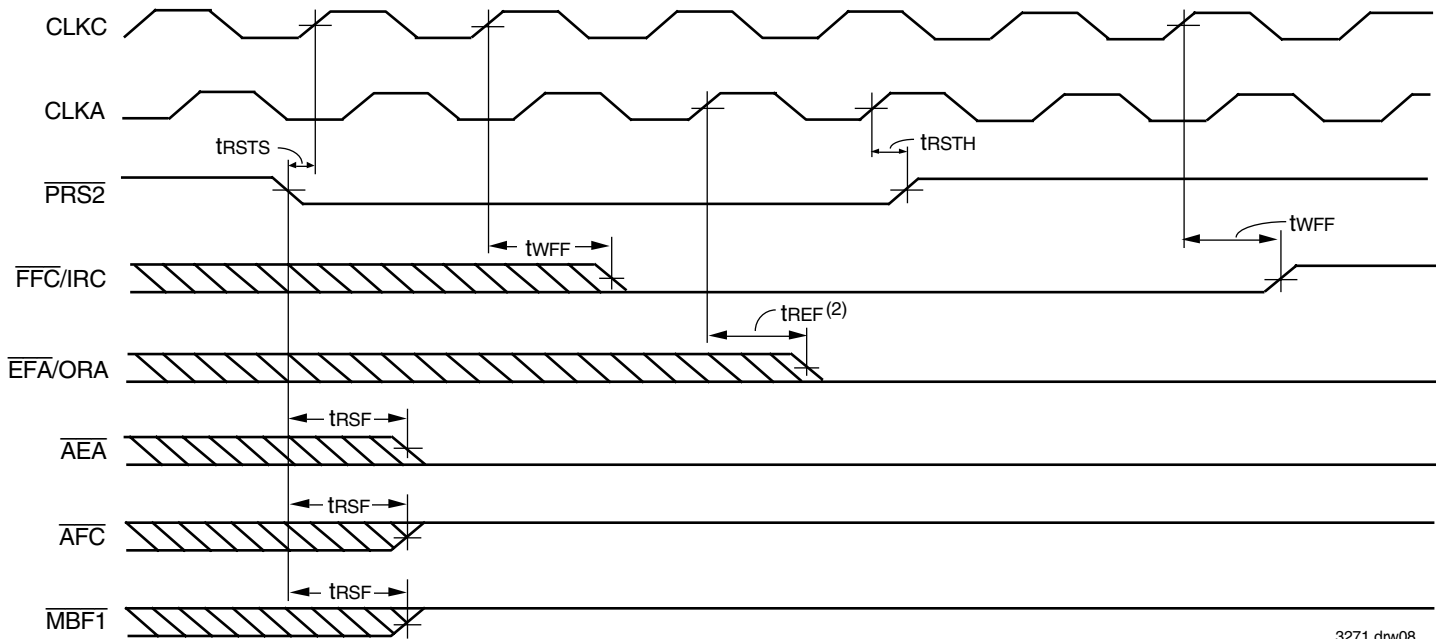 CLKC
CLKA
tRSTS
tRSTH
PRS2
tWFF
tWFF
FFC/IRC
tREF(2)
EFA/ORA
tRSF
AEA
tRSF
AFC
tRSF
MBF1
3271 drw08